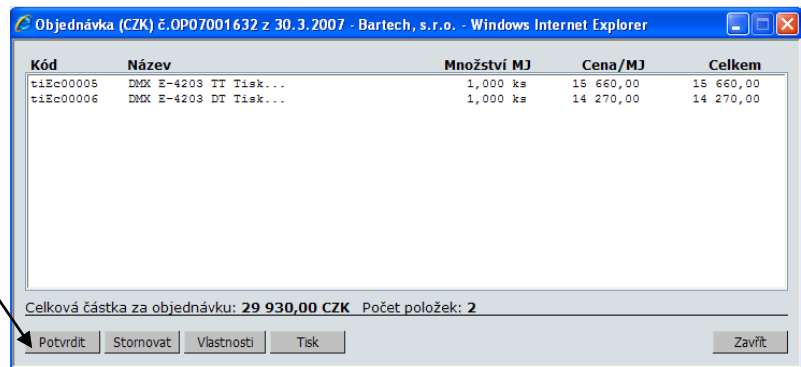 Objednávka (CZK) č.OP07001632 z 30.3.2007 - Bartech, s.r.o. - Windows Internet Explorer
Kód Název Množství MJ Cena/MJ Celkem
tiEc00005 DMX E-4203 TT Tisk... 1,000 ks 15 660,00 15 660,00
tiEc00006 DMX E-4203 DT Tisk... 1,000 ks 14 270,00 14 270,00
Celková částka za objednávku: 29 930,00 CZK Počet položek: 2
Potvrdit Stornovat Vlastnosti Tisk Zavřít